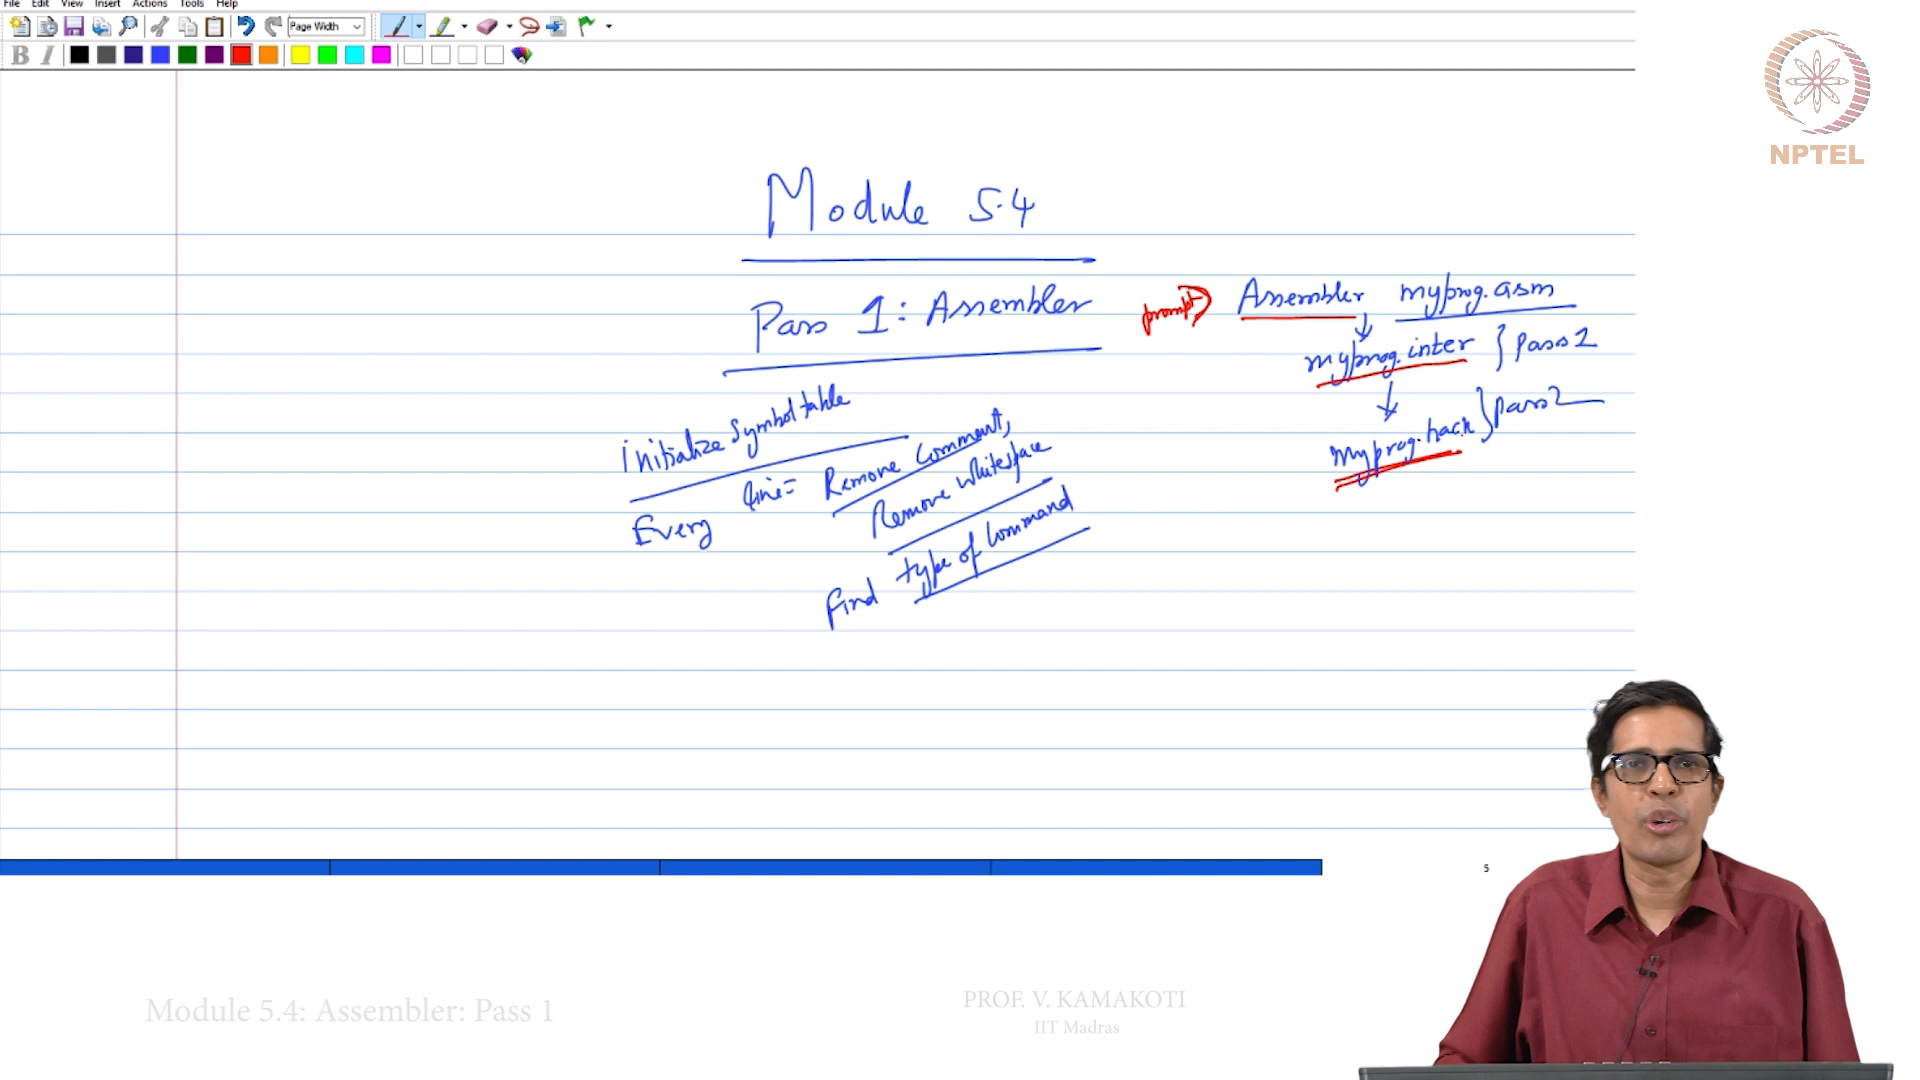 File Edit View Insert Actions Tools Help
Page Width
B I
NPTEL
Module 5.4
Pass 1: Assembler
prompt> Assembler myprog.asm
myprog.inter } Pass 1
myprog.hack } Pass 2
Initialize Symbol table
Every line = Remove Comment,
Remove Whitespace
Find type of Command
5
Module 5.4: Assembler: Pass 1
PROF. V. KAMAKOTI
IIT Madras